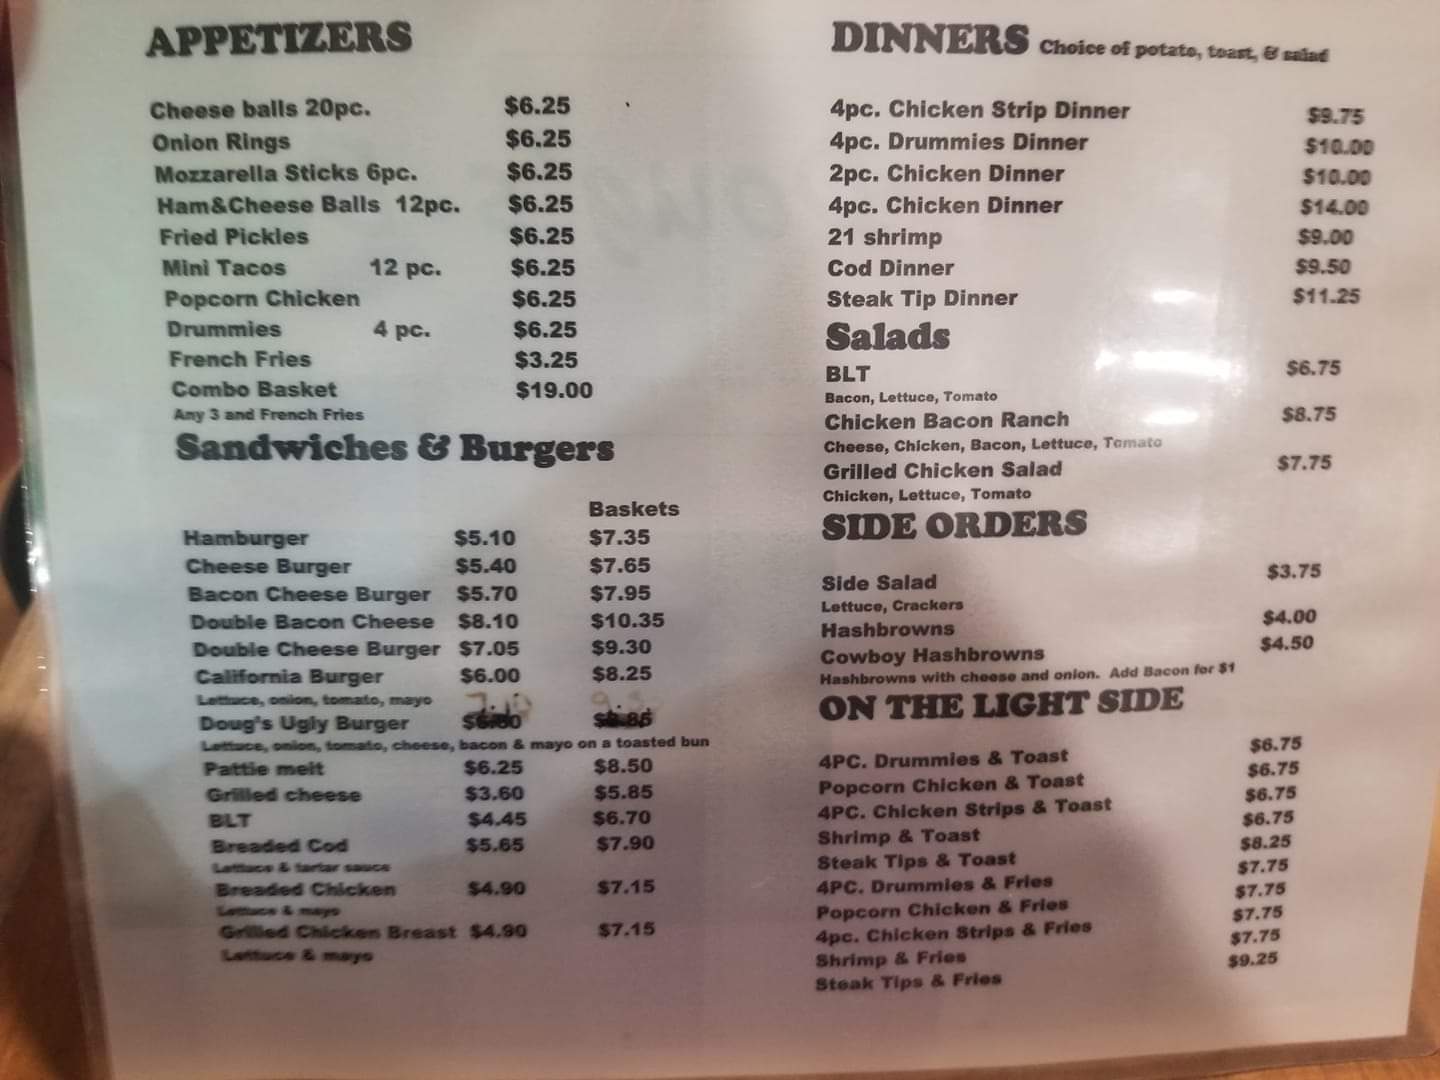 APPETIZERS
Cheese balls 20pc. $6.25
Onion Rings $6.25
Mozzarella Sticks 6pc. $6.25
Ham&Cheese Balls 12pc. $6.25
Fried Pickles $6.25
Mini Tacos 12 pc. $6.25
Popcorn Chicken $6.25
Drummies 4 pc. $6.25
French Fries $3.25
Combo Basket $19.00
Any 3 and French Fries
Sandwiches & Burgers
Baskets
Hamburger $5.10 $7.35
Cheese Burger $5.40 $7.65
Bacon Cheese Burger $5.70 $7.95
Double Bacon Cheese $8.10 $10.35
Double Cheese Burger $7.05 $9.30
California Burger $6.00 $8.25
Lettuce, onion, tomato, mayo
Doug's Ugly Burger
Lettuce, onion, tomato, cheese, bacon & mayo on a toasted bun
Pattie melt $6.25 $8.50
Grilled cheese $3.60 $5.85
BLT $4.45 $6.70
Breaded Cod $5.65 $7.90
Lettuce & tartar sauce
Breaded Chicken $4.90 $7.15
Lettuce & mayo
Grilled Chicken Breast $4.90 $7.15
Lettuce & mayo
DINNERS Choice of potato, toast, & salad
4pc. Chicken Strip Dinner $9.75
4pc. Drummies Dinner $10.00
2pc. Chicken Dinner $10.00
4pc. Chicken Dinner $14.00
21 shrimp $9.00
Cod Dinner $9.50
Steak Tip Dinner $11.25
Salads
BLT $6.75
Bacon, Lettuce, Tomato
Chicken Bacon Ranch $8.75
Cheese, Chicken, Bacon, Lettuce, Tomato
Grilled Chicken Salad $7.75
Chicken, Lettuce, Tomato
SIDE ORDERS
Side Salad $3.75
Lettuce, Crackers
Hashbrowns $4.00
Cowboy Hashbrowns $4.50
Hashbrowns with cheese and onion. Add Bacon for $1
ON THE LIGHT SIDE
4PC. Drummies & Toast $6.75
Popcorn Chicken & Toast $6.75
4PC. Chicken Strips & Toast $6.75
Shrimp & Toast $6.75
Steak Tips & Toast $8.25
4PC. Drummies & Fries $7.75
Popcorn Chicken & Fries $7.75
4pc. Chicken Strips & Fries $7.75
Shrimp & Fries $7.75
Steak Tips & Fries $9.25